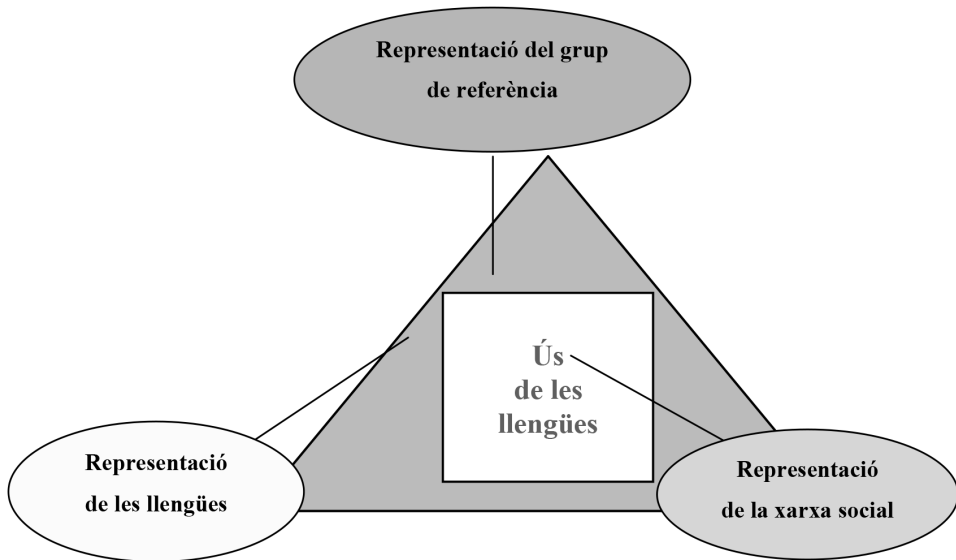 Representació del grup
de referència
Ús
de les
llengües
Representació
de les llengües
Representació
de la xarxa social